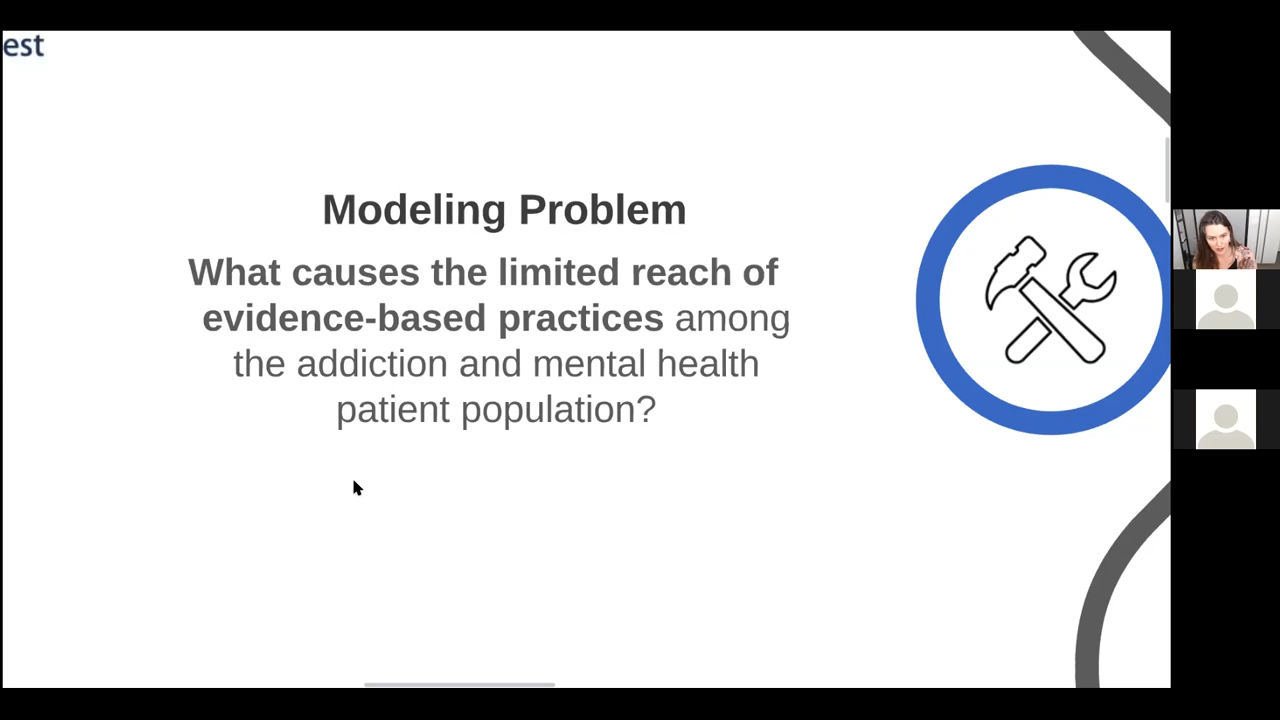 est
Modeling Problem
What causes the limited reach of
evidence-based practices among
the addiction and mental health
patient population?